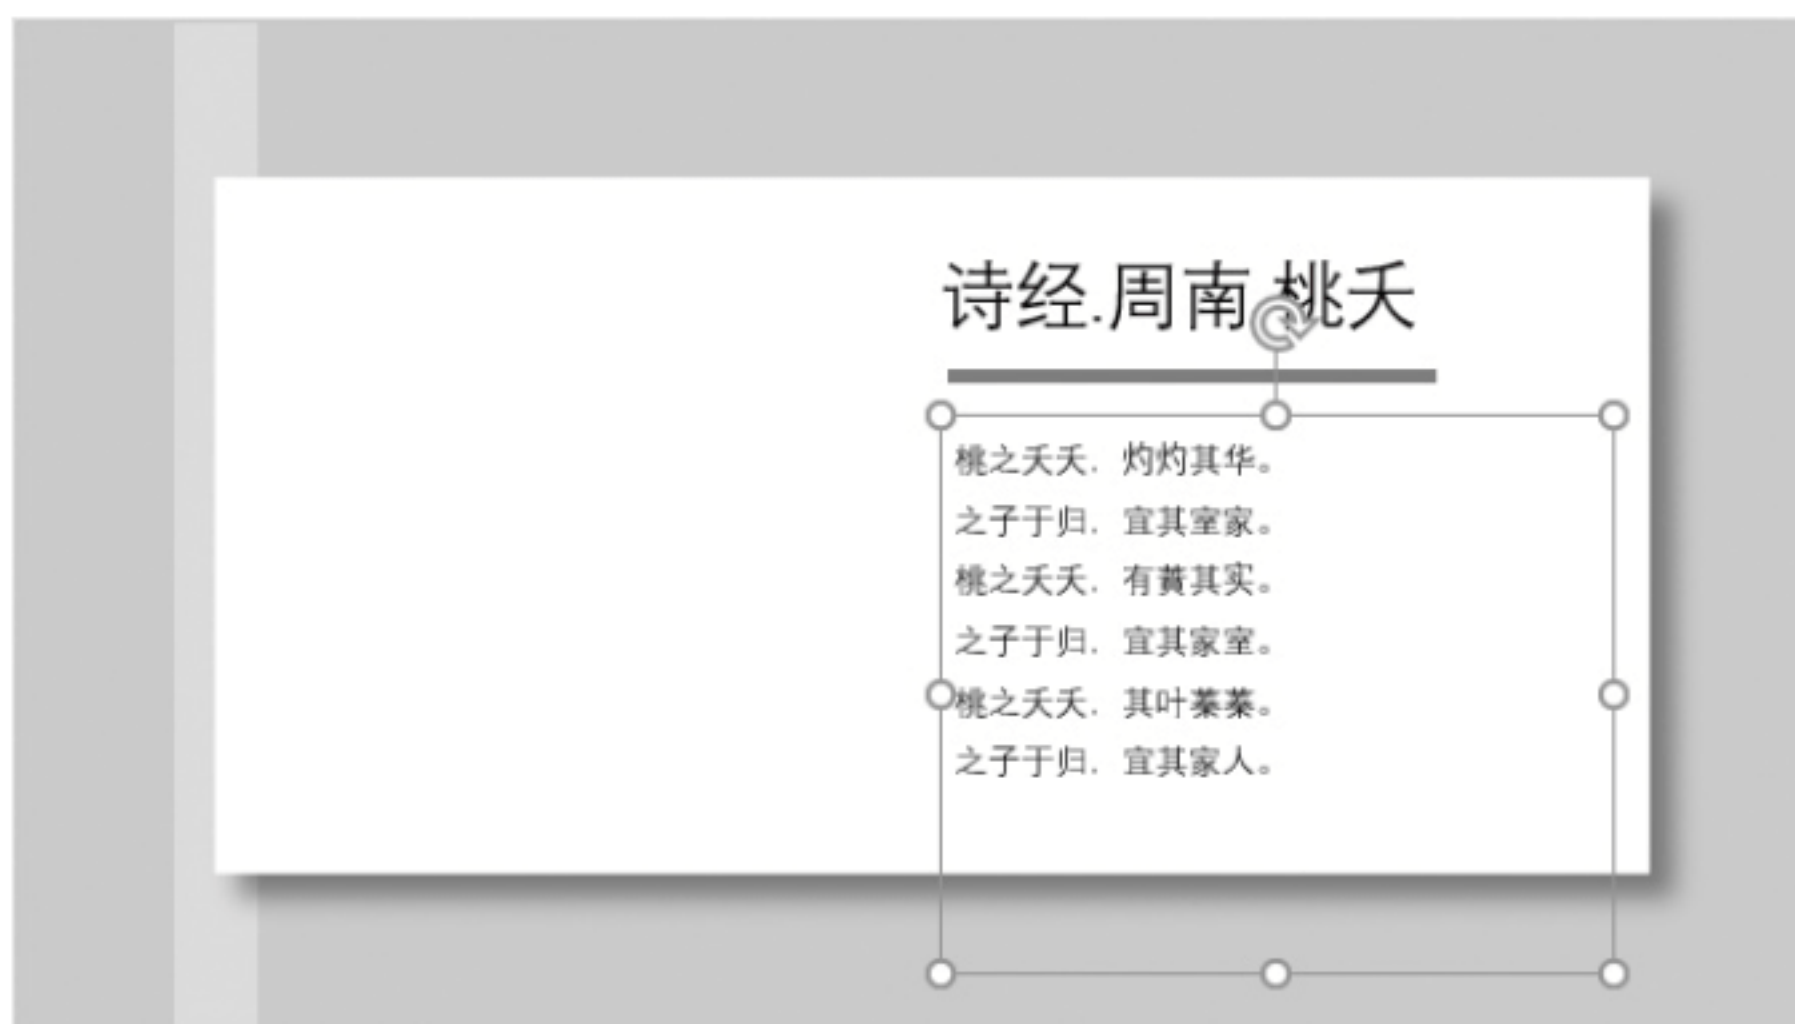 诗经.周南.桃夭
桃之夭夭，灼灼其华。
之子于归，宜其室家。
桃之夭夭，有蕡其实。
之子于归，宜其家室。
桃之夭夭，其叶蓁蓁。
之子于归，宜其家人。